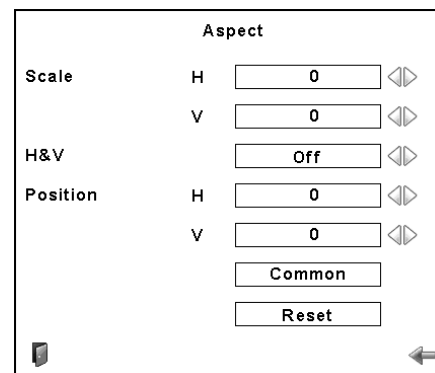 Aspect
Scale H 0
V 0
H&V Off
Position H 0
V 0
Common
Reset